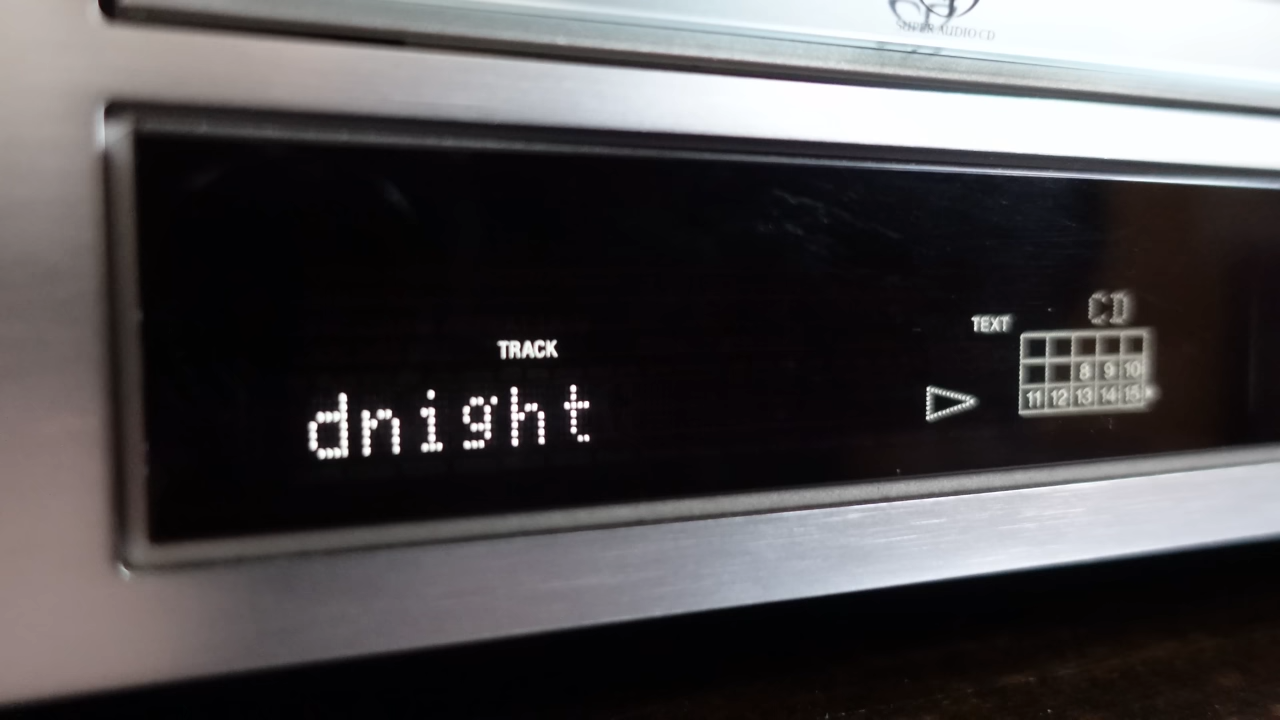 SUPER AUDIO CD
CD
TEXT
TRACK
8 9 10
dnight
11 12 13 14 15